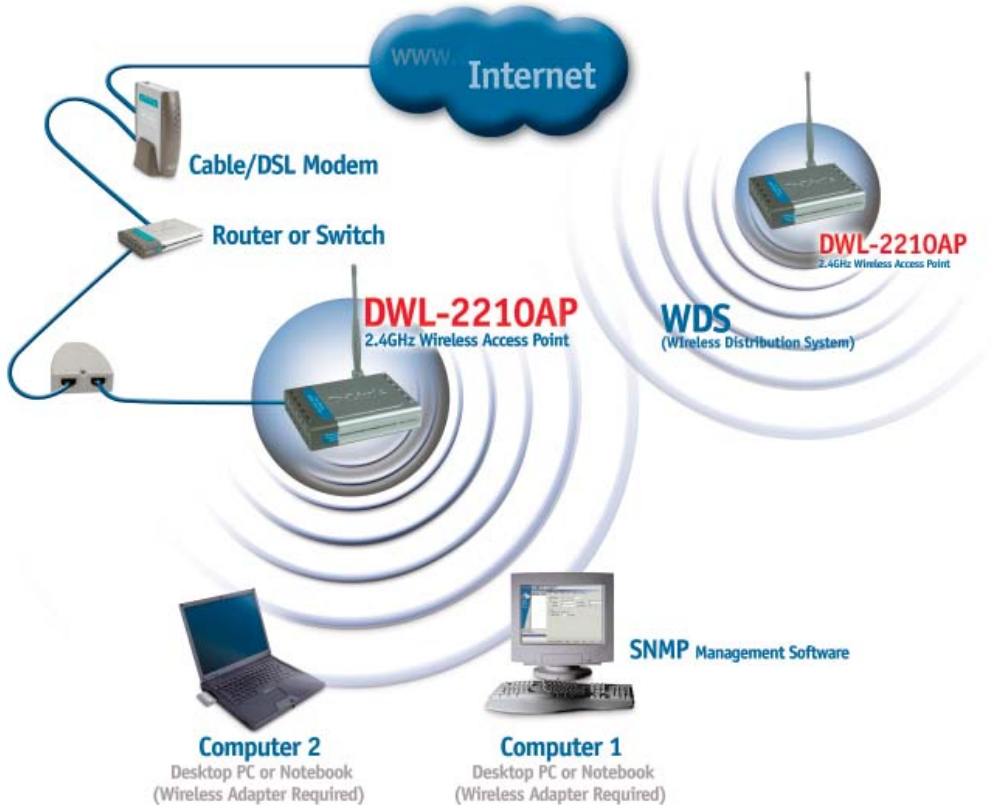 www.
Internet
Cable/DSL Modem
Router or Switch
DWL-2210AP
2.4GHz Wireless Access Point
DWL-2210AP
2.4GHz Wireless Access Point
WDS
(WIreless Distribution System)
SNMP Management Software
Computer 2
Desktop PC or Notebook
(Wireless Adapter Required)
Computer 1
Desktop PC or Notebook
(Wireless Adapter Required)